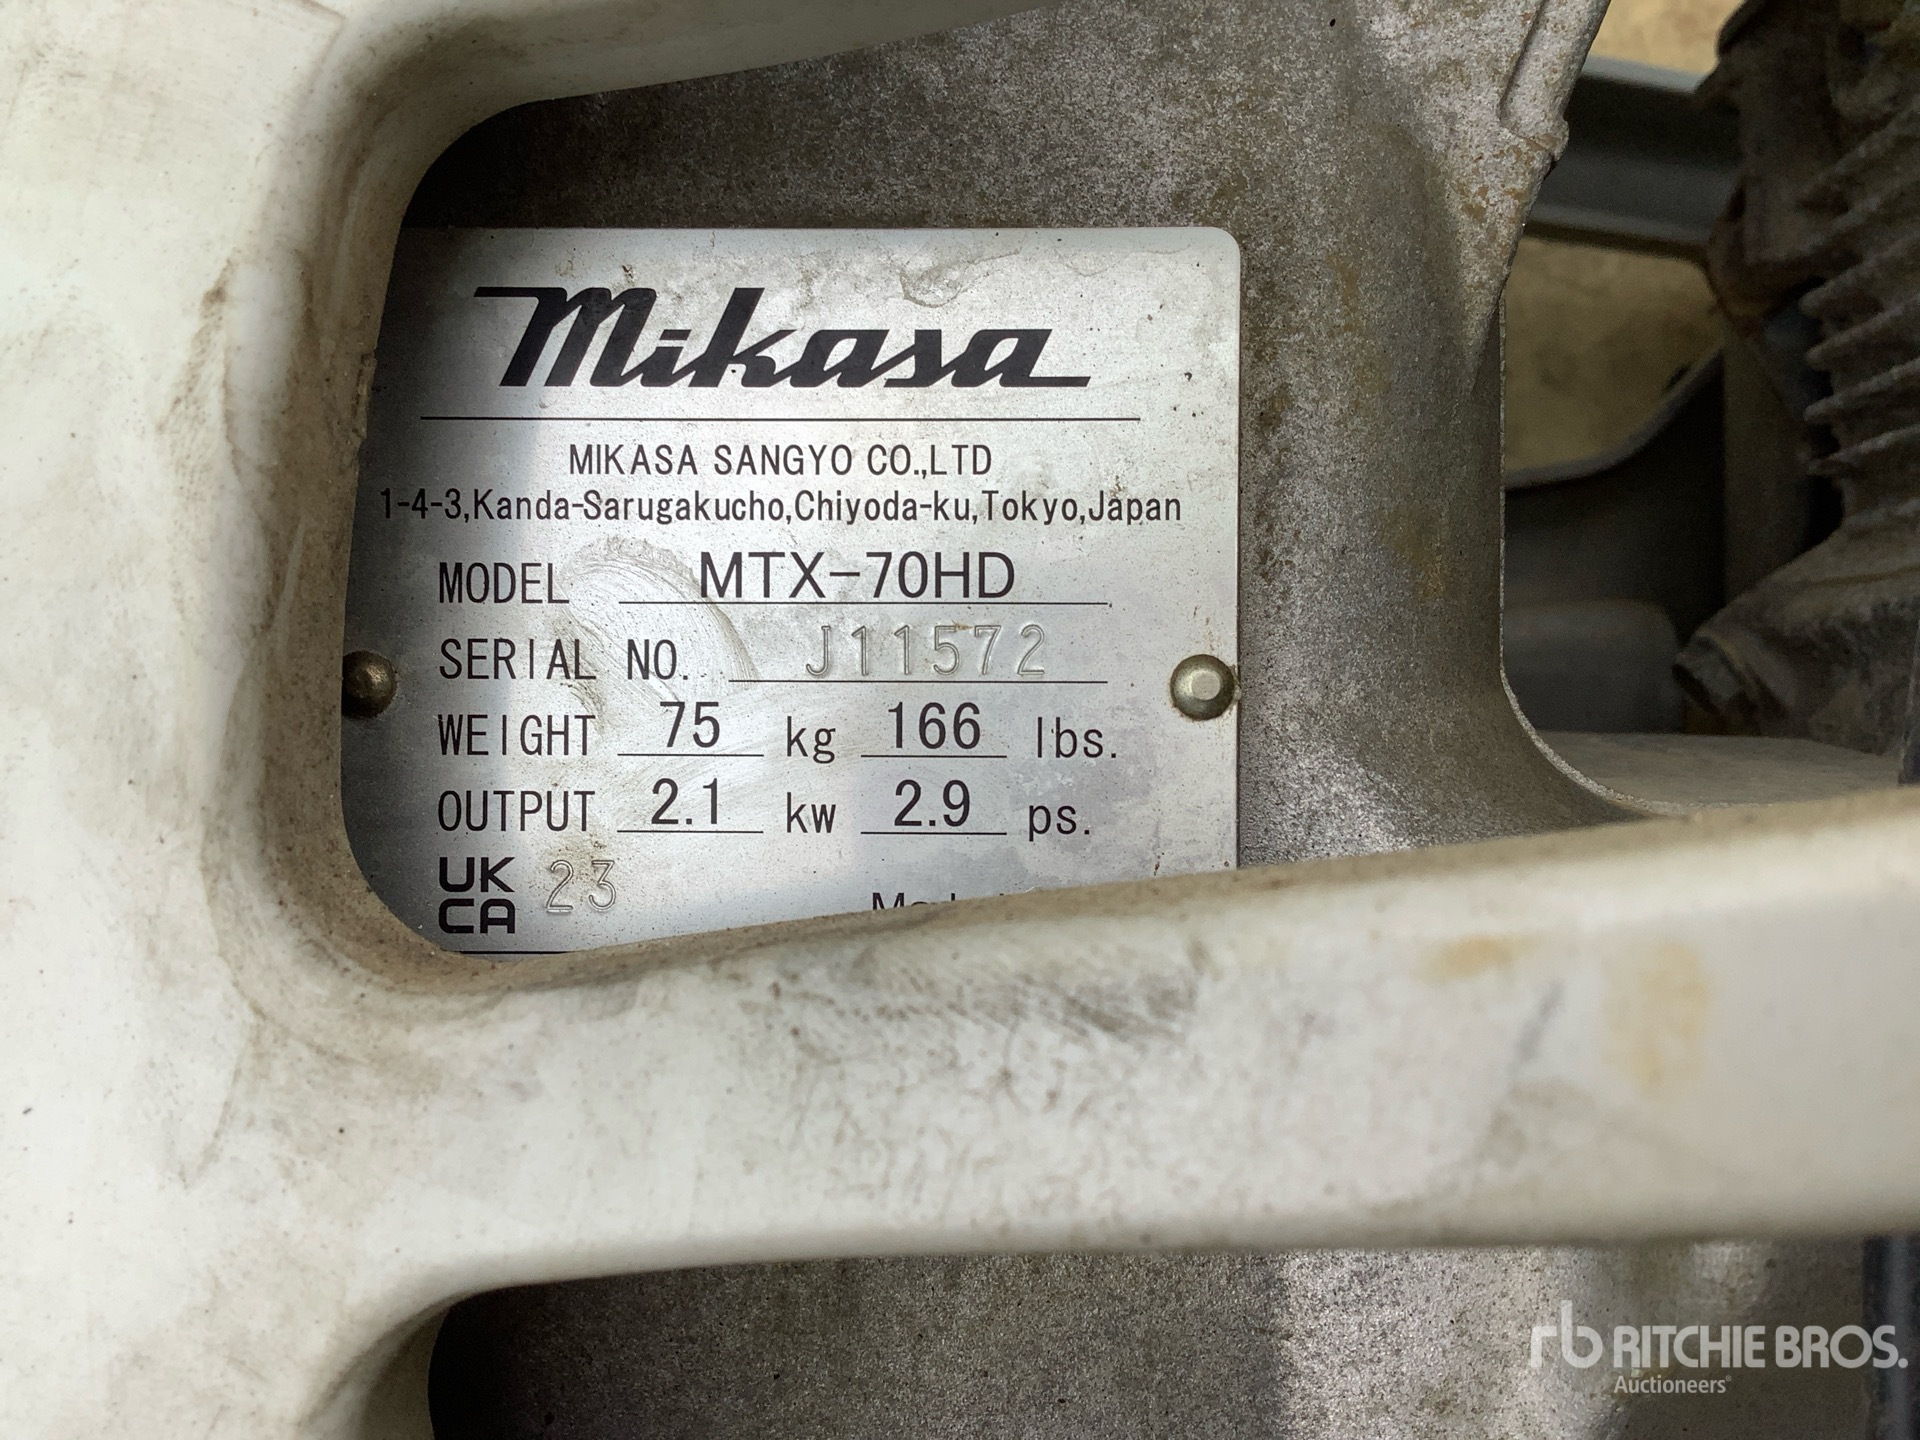 Mikasa
MIKASA SANGYO CO.,LTD
1-4-3,Kanda-Sarugakucho,Chiyoda-ku,Tokyo,Japan
MODEL MTX-70HD
SERIAL NO. J11572
WEIGHT 75 kg 166 lbs.
OUTPUT 2.1 kw 2.9 ps.
UK
CA 23
rb RITCHIE BROS.
Auctioneers